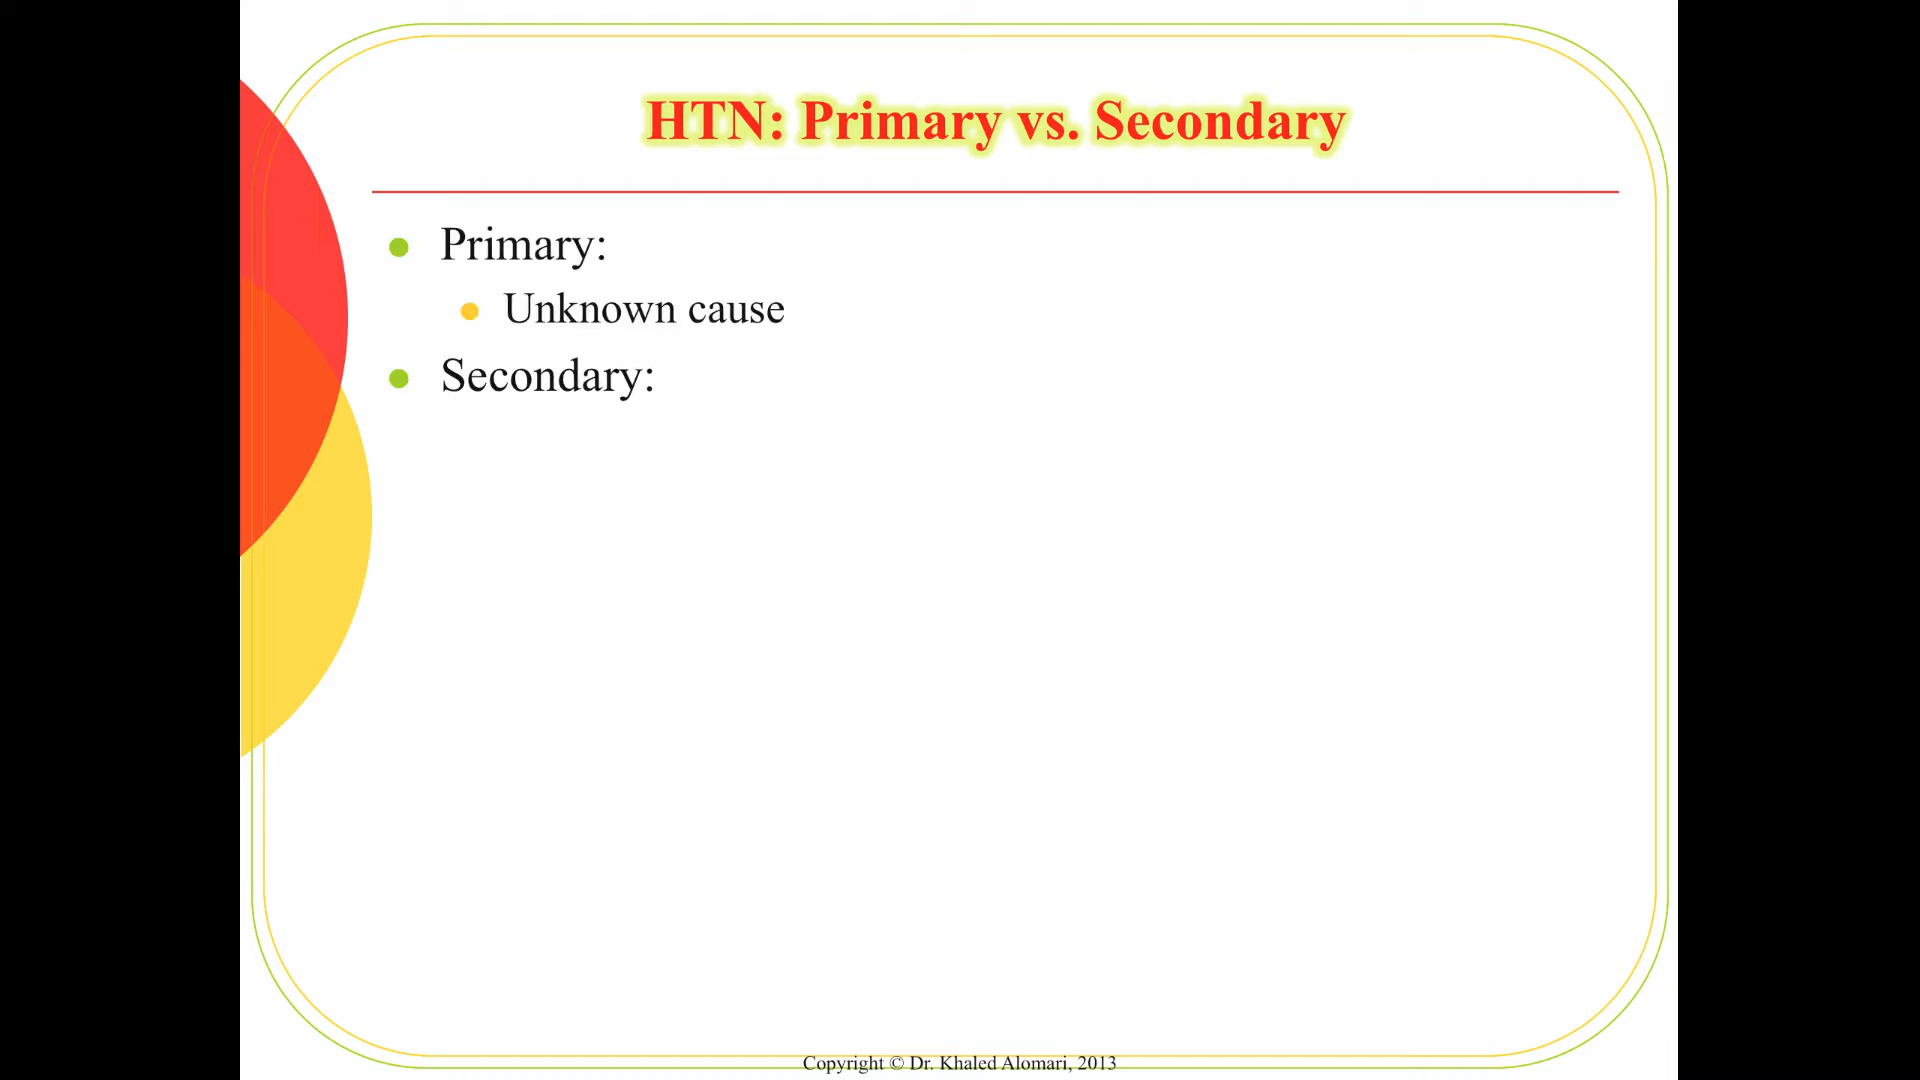 HTN: Primary vs. Secondary
Primary:
Unknown cause
Secondary:
Copyright © Dr. Khaled Alomari, 2013